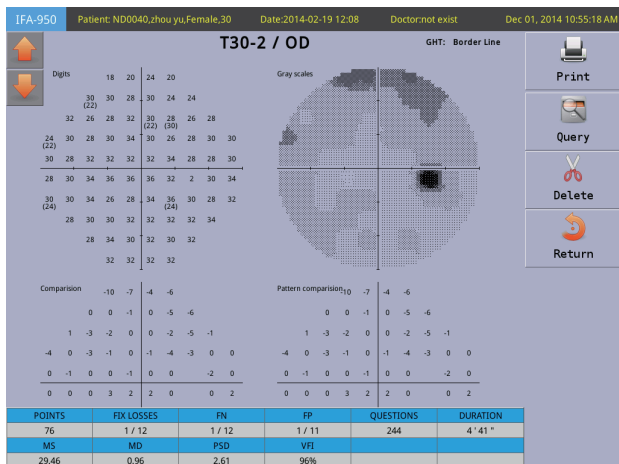 IFA-950 Patient: ND0040,zhou yu,Female,30 Date:2014-02-19 12:08 Doctor:not exist Dec 01, 2014 10:55:18 AM
T30-2 / OD GHT: Border Line
Digits
18 20 24 20
30 30 28 30 24 24
(22)
32 26 28 32 30 28 26 28
(22) (30)
24 30 28 30 34 30 26 28 30 30
(22)
30 28 32 32 32 32 34 28 28 30
28 30 34 36 36 36 32 2 30 34
30 30 34 26 28 34 36 30 28 32
(24) (24)
28 30 30 32 32 32 32 34
28 34 30 32 30 32
32 32 32 32
Gray scales
Print
Query
Delete
Return
Comparision
-10 -7 -4 -6
0 0 -1 0 -5 -6
1 -3 -2 0 0 -2 -5 -1
-4 0 -3 -1 0 -1 -4 -3 0 0
0 -1 0 0 -1 0 0 -2 0
0 0 0 3 2 2 0 0 2
Pattern comparision
-10 -7 -4 -6
0 0 -1 0 -5 -6
1 -3 -2 0 0 -2 -5 -1
-4 0 -3 -1 0 -1 -4 -3 0 0
0 -1 0 0 -1 0 0 -2 0
0 0 0 3 2 2 0 0 2
POINTS FIX LOSSES FN FP QUESTIONS DURATION
76 1 / 12 1 / 12 1 / 11 244 4 ' 41 "
MS MD PSD VFI
29.46 0.96 2.61 96%